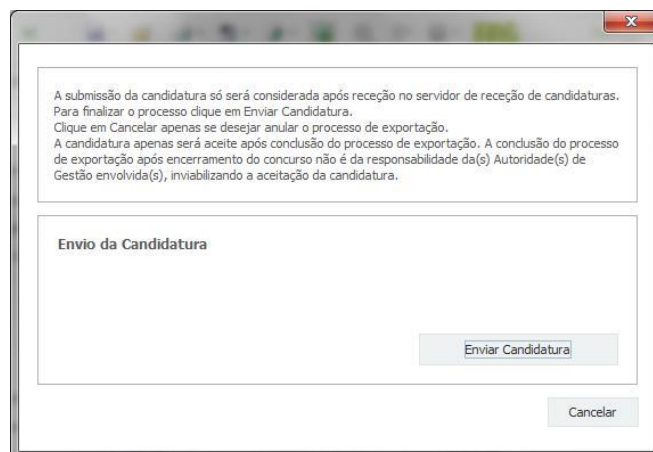 A submissão da candidatura só será considerada após receção no servidor de receção de candidaturas.
Para finalizar o processo clique em Enviar Candidatura.
Clique em Cancelar apenas se desejar anular o processo de exportação.
A candidatura apenas será aceite após conclusão do processo de exportação. A conclusão do processo
de exportação após encerramento do concurso não é da responsabilidade da(s) Autoridade(s) de
Gestão envolvida(s), inviabilizando a aceitação da candidatura.
Envio da Candidatura
Enviar Candidatura
Cancelar